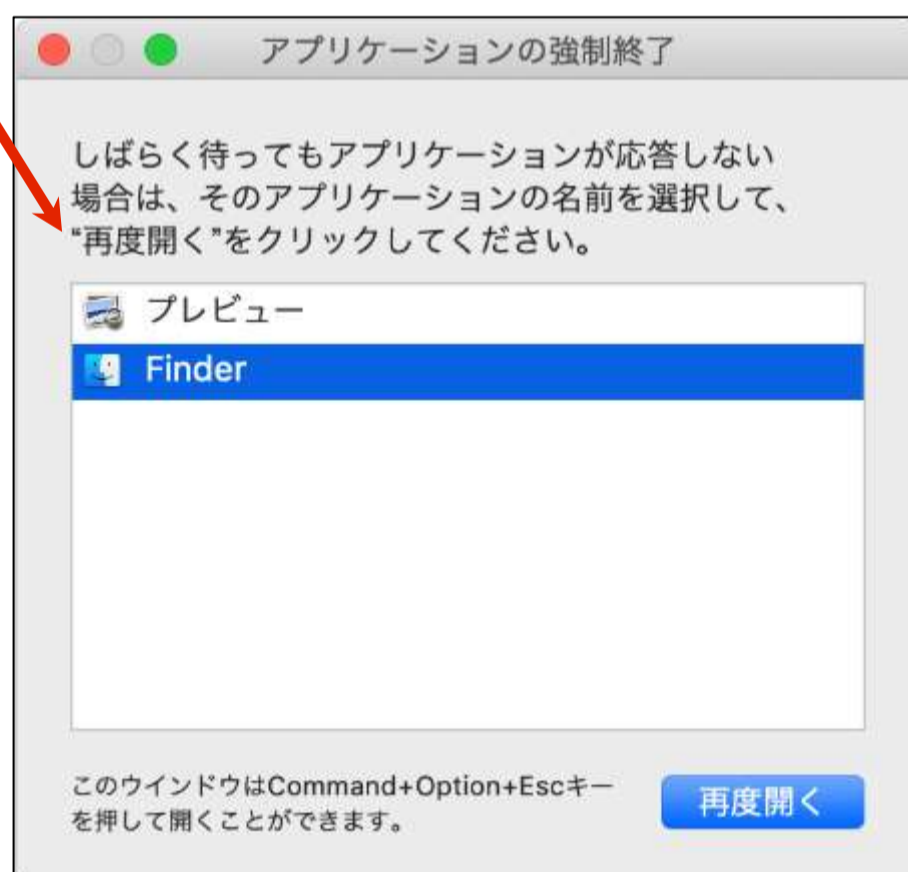 アプリケーションの強制終了
しばらく待ってもアプリケーションが応答しない
場合は、そのアプリケーションの名前を選択して、
“再度開く”をクリックしてください。
プレビュー
Finder
このウインドウはCommand+Option+Escキー
を押して開くことができます。
再度開く